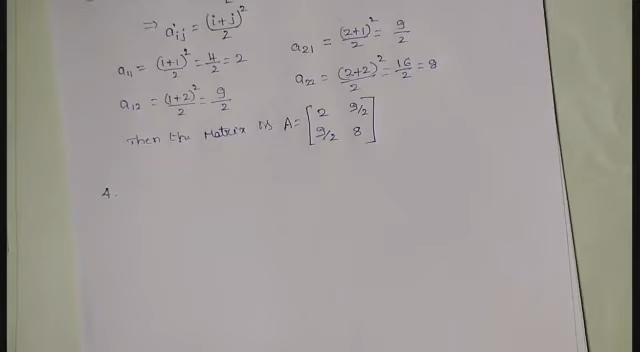 ⇒ aij = (i+j)²/2
a11 = (1+1)²/2 = 4/2 = 2
a21 = (2+1)²/2 = 9/2
a12 = (1+2)²/2 = 9/2
a22 = (2+2)²/2 = 16/2 = 8
Then the Matrix is A = [2 9/2
9/2 8]
4.